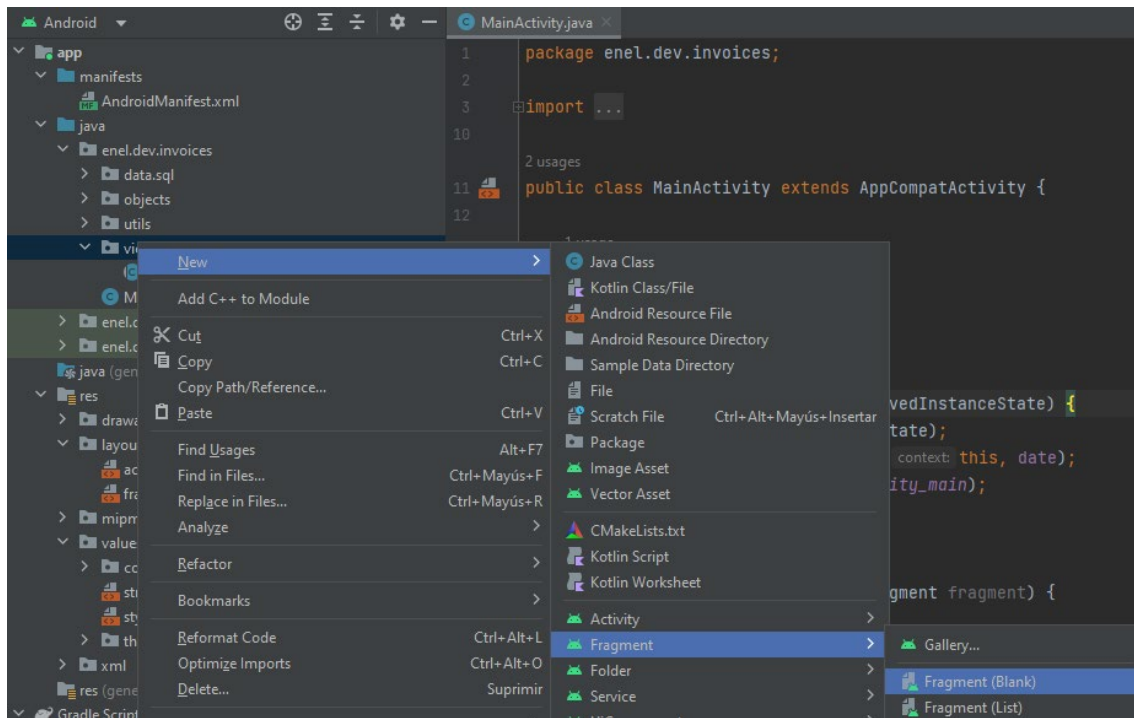 Android
app
manifests
AndroidManifest.xml
java
enel.dev.invoices
data.sql
objects
utils
java (gen
res
res (gene
Gradle Script
xml
MainActivity.java
1 package enel.dev.invoices;
2
3 import ...
10
2 usages
11 public class MainActivity extends AppCompatActivity {
12
vedInstanceState) {
tate);
context: this, date);
ity_main);
gment fragment) {
New
Add C++ to Module
Cut Ctrl+X
Copy Ctrl+C
Copy Path/Reference...
Paste Ctrl+V
Find Usages Alt+F7
Find in Files... Ctrl+Mayús+F
Replace in Files... Ctrl+Mayús+R
Analyze
Refactor
Bookmarks
Reformat Code Ctrl+Alt+L
Optimize Imports Ctrl+Alt+O
Delete... Suprimir
Java Class
Kotlin Class/File
Android Resource File
Android Resource Directory
Sample Data Directory
File
Scratch File Ctrl+Alt+Mayús+Insertar
Package
Image Asset
Vector Asset
CMakeLists.txt
Kotlin Script
Kotlin Worksheet
Activity
Fragment
Folder
Service
Gallery...
Fragment (Blank)
Fragment (List)